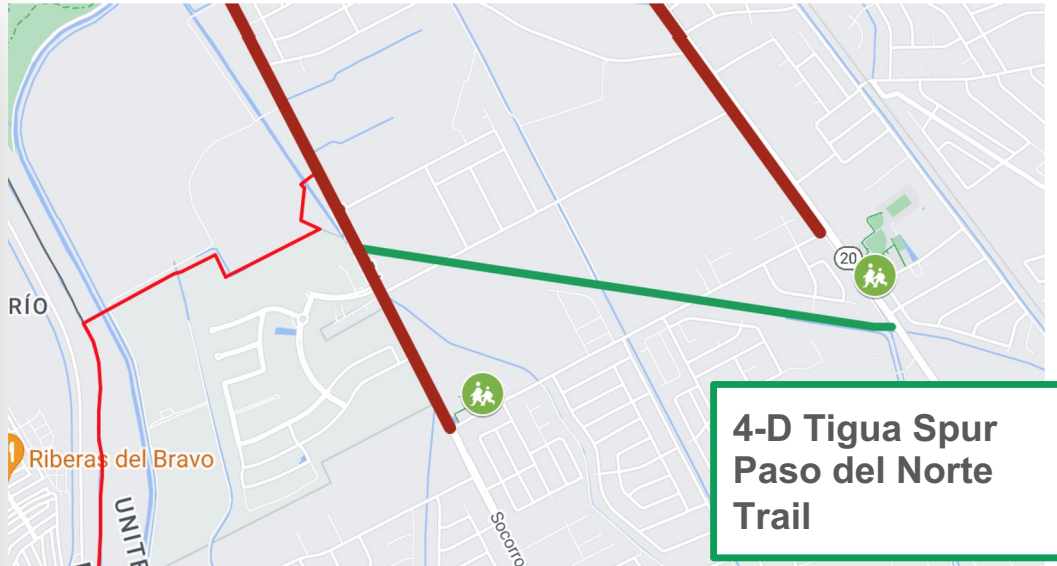 20
RÍO
Riberas del Bravo
UNITE
Socorro
4-D Tigua Spur
Paso del Norte
Trail